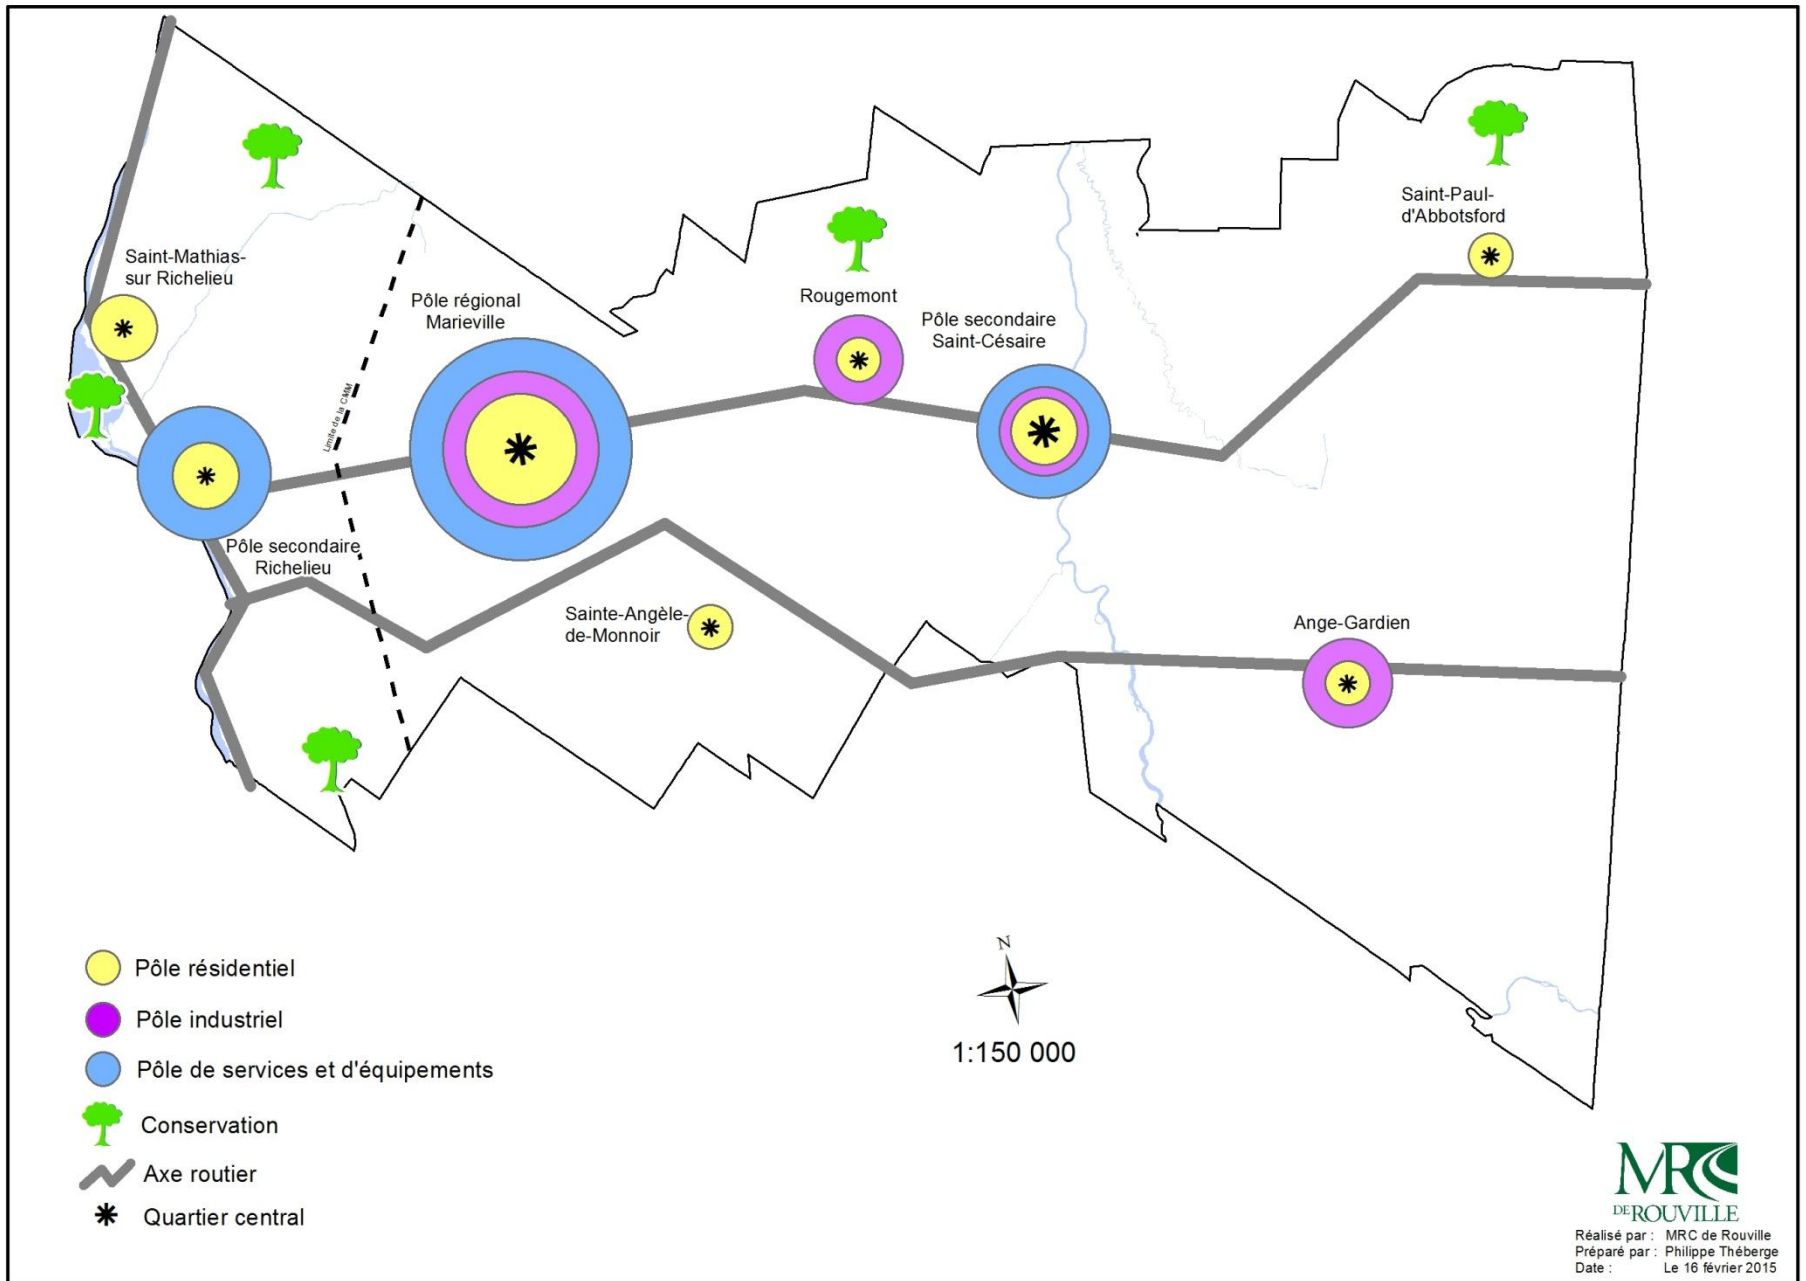 Saint-Paul-
d'Abbotsford
Saint-Mathias-
sur Richelieu
Pôle régional
Marieville
Rougemont
Pôle secondaire
Saint-Césaire
Limite de la CMM
Pôle secondaire
Richelieu
Sainte-Angèle-
de-Monnoir
Ange-Gardien
N
1:150 000
Pôle résidentiel
Pôle industriel
Pôle de services et d'équipements
Conservation
Axe routier
Quartier central
MRC
DE ROUVILLE
Réalisé par : MRC de Rouville
Préparé par : Philippe Théberge
Date : Le 16 février 2015